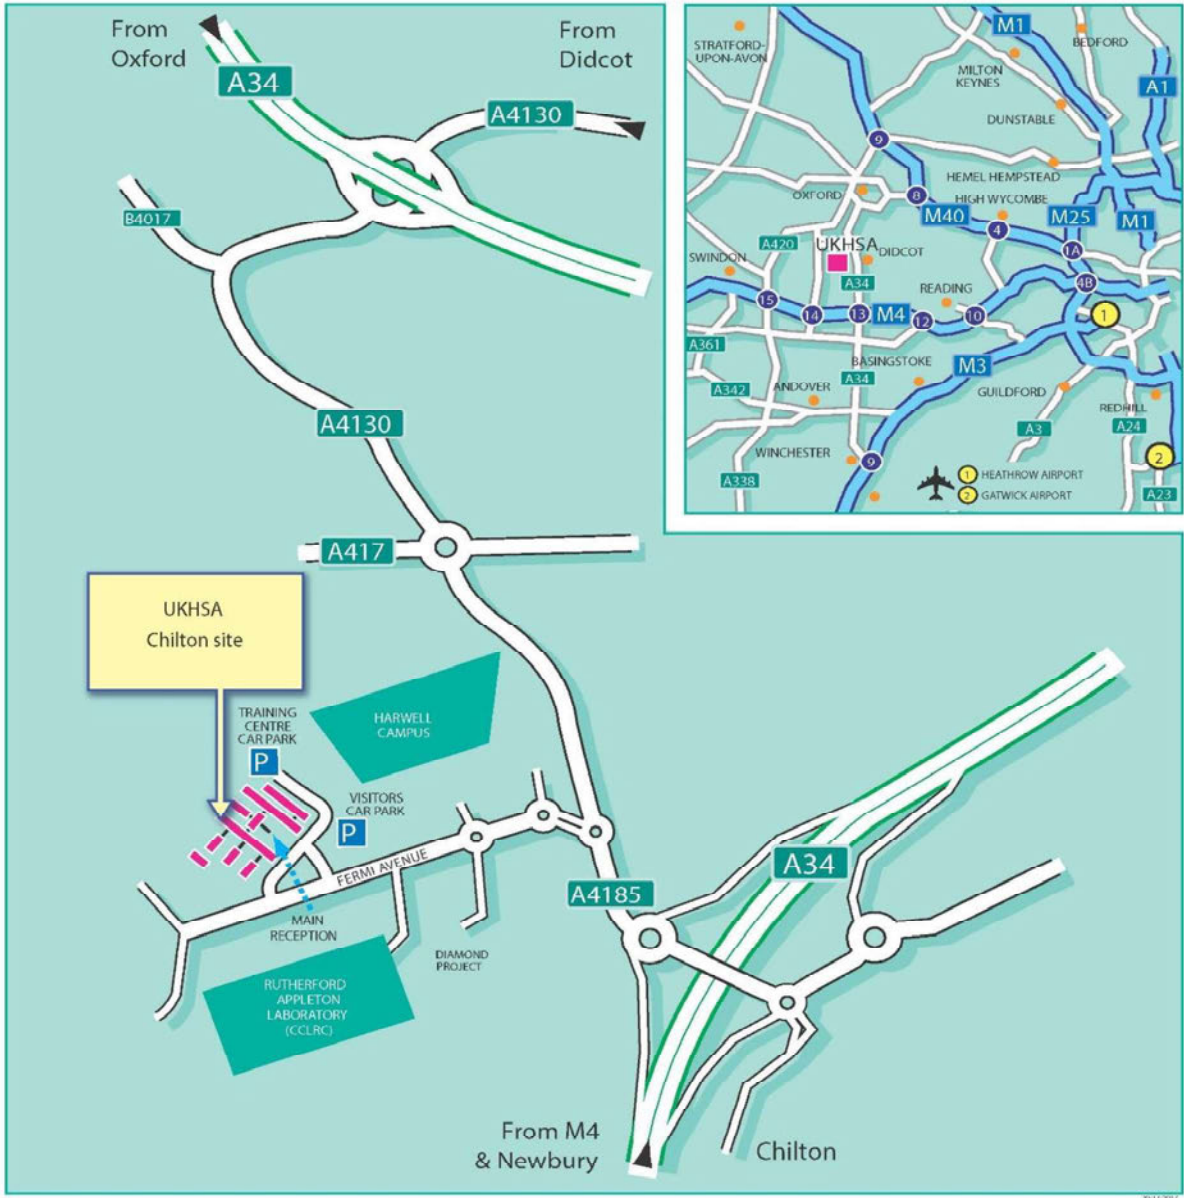 From
Oxford
A34
From
Didcot
A4130
B4017
A4130
A417
UKHSA
Chilton site
TRAINING
CENTRE
CAR PARK
P
HARWELL
CAMPUS
VISITORS
CAR PARK
P
FERMI AVENUE
MAIN
RECEPTION
DIAMOND
PROJECT
RUTHERFORD
APPLETON
LABORATORY
(CCLRC)
A4185
A34
From M4
& Newbury
Chilton
STRATFORD-
UPON-AVON
M1
BEDFORD
MILTON
KEYNES
A1
DUNSTABLE
9
HEMEL HEMPSTEAD
OXFORD
8
HIGH WYCOMBE
M40
M25
M1
4
A420
UKHSA
DIDCOT
1A
SWINDON
A34
READING
4B
15
14
13
M4
12
10
1
A361
BASINGSTOKE
M3
A342
ANDOVER
A34
GUILDFORD
REDHILL
A3
A24
WINCHESTER
9
2
A338
1 HEATHROW AIRPORT
2 GATWICK AIRPORT
A23